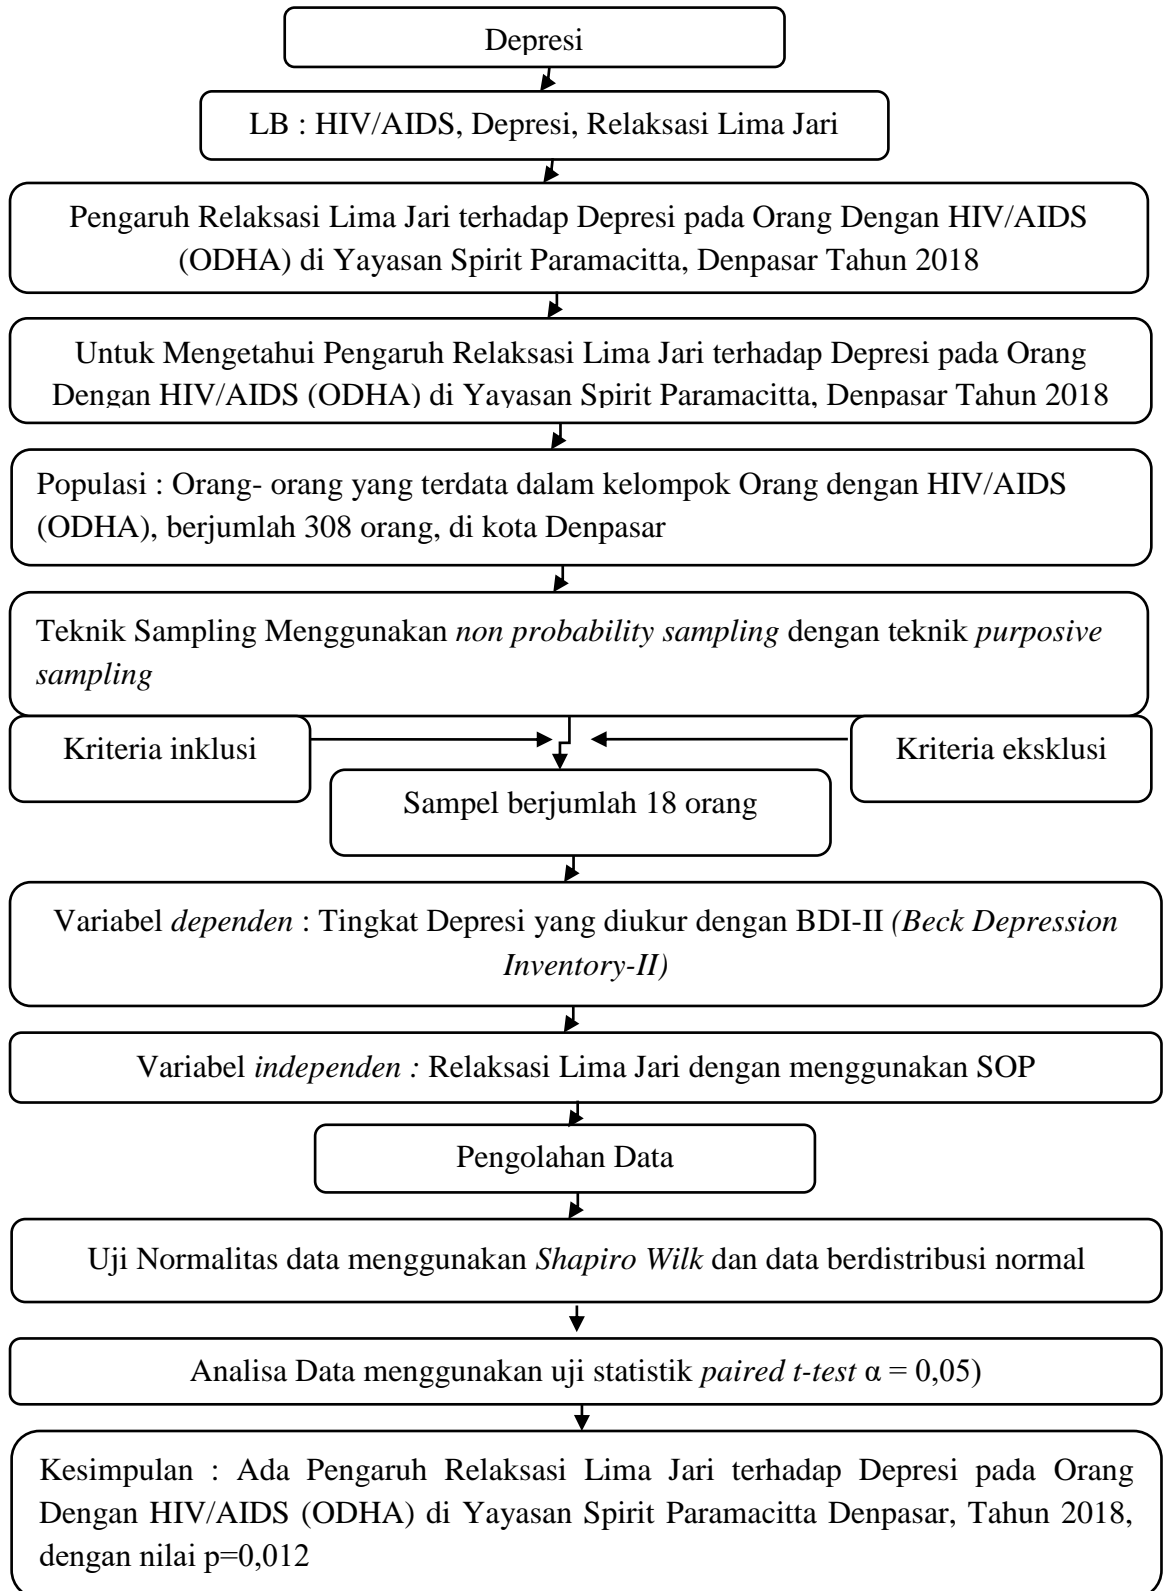 Depresi
LB : HIV/AIDS, Depresi, Relaksasi Lima Jari
Pengaruh Relaksasi Lima Jari terhadap Depresi pada Orang Dengan HIV/AIDS
(ODHA) di Yayasan Spirit Paramacitta, Denpasar Tahun 2018
Untuk Mengetahui Pengaruh Relaksasi Lima Jari terhadap Depresi pada Orang
Dengan HIV/AIDS (ODHA) di Yayasan Spirit Paramacitta, Denpasar Tahun 2018
Populasi : Orang- orang yang terdata dalam kelompok Orang dengan HIV/AIDS
(ODHA), berjumlah 308 orang, di kota Denpasar
Teknik Sampling Menggunakan non probability sampling dengan teknik purposive
sampling
Kriteria inklusi
Kriteria eksklusi
Sampel berjumlah 18 orang
Variabel dependen : Tingkat Depresi yang diukur dengan BDI-II (Beck Depression
Inventory-II)
Variabel independen : Relaksasi Lima Jari dengan menggunakan SOP
Pengolahan Data
Uji Normalitas data menggunakan Shapiro Wilk dan data berdistribusi normal
Analisa Data menggunakan uji statistik paired t-test α = 0,05)
Kesimpulan : Ada Pengaruh Relaksasi Lima Jari terhadap Depresi pada Orang
Dengan HIV/AIDS (ODHA) di Yayasan Spirit Paramacitta Denpasar, Tahun 2018,
dengan nilai p=0,012